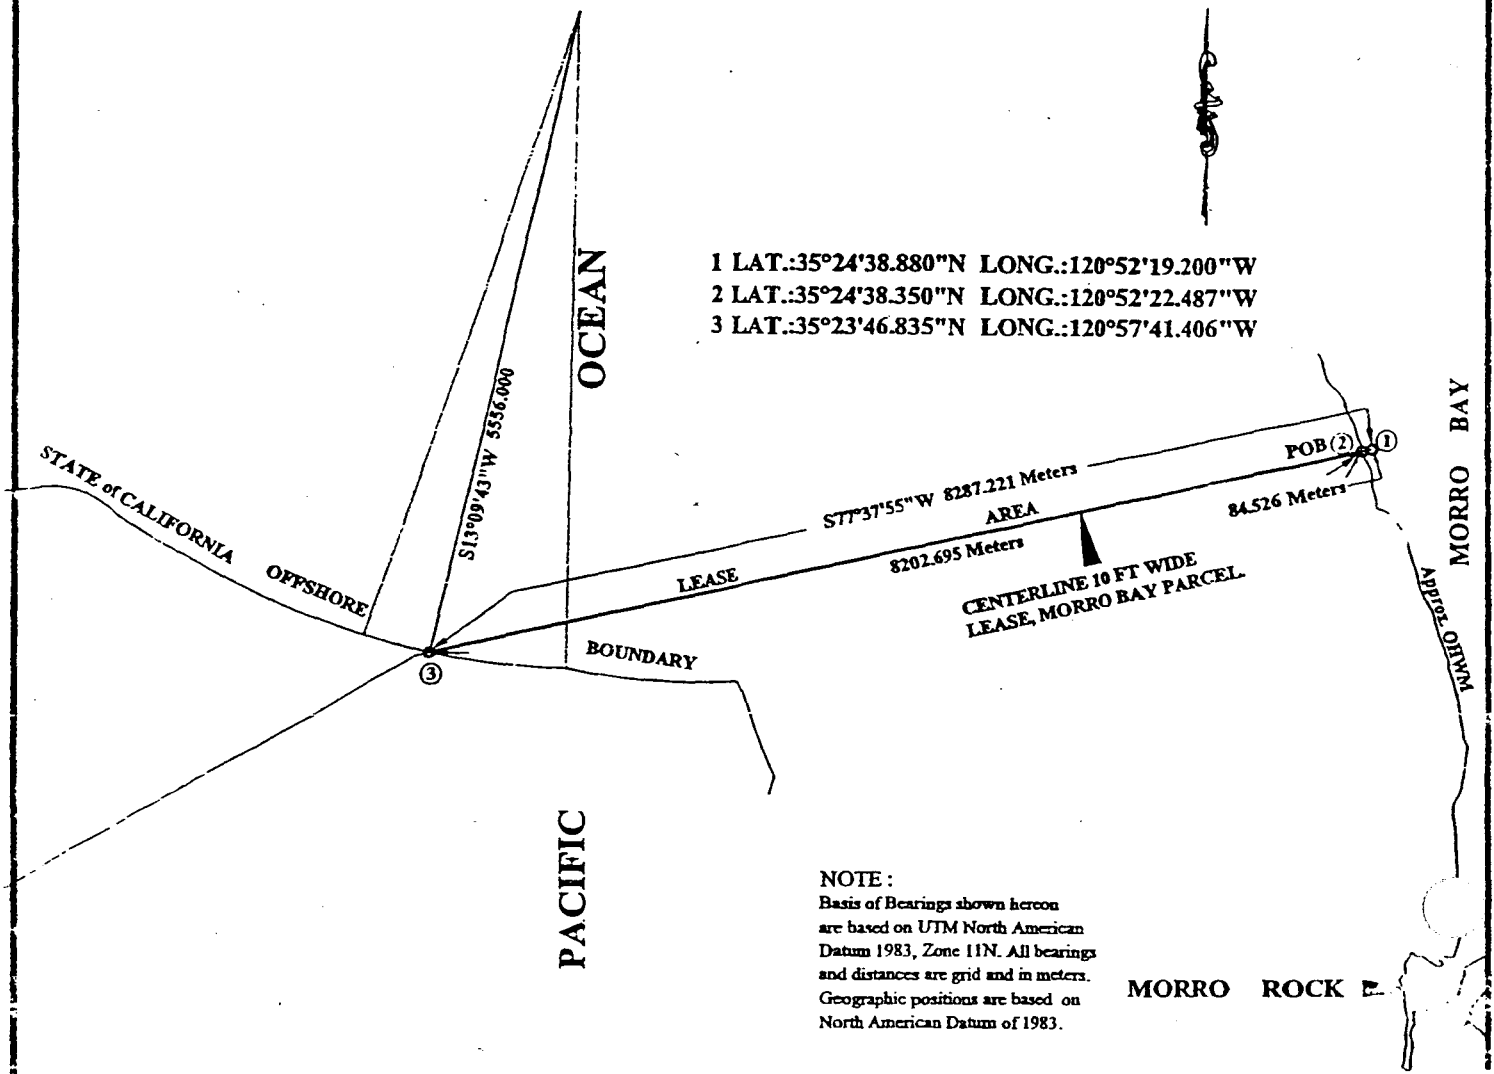 OCEAN
1 LAT.:35°24'38.880"N LONG.:120°52'19.200"W
2 LAT.:35°24'38.350"N LONG.:120°52'22.487"W
3 LAT.:35°23'46.835"N LONG.:120°57'41.406"W
S13°09'43"W 5556.000
MORRO BAY
POB (2) 1
S77°37'55"W 8287.221 Meters
84.526 Meters
AREA
8202.695 Meters
LEASE
CENTERLINE 10 FT WIDE
LEASE, MORRO BAY PARCEL.
STATE of CALIFORNIA OFFSHORE BOUNDARY
3
Approx. OHWM
PACIFIC
NOTE :
Basis of Bearings shown hereon
are based on UTM North American
Datum 1983, Zone 11N. All bearings
and distances are grid and in meters.
Geographic positions are based on
North American Datum of 1983.
MORRO ROCK